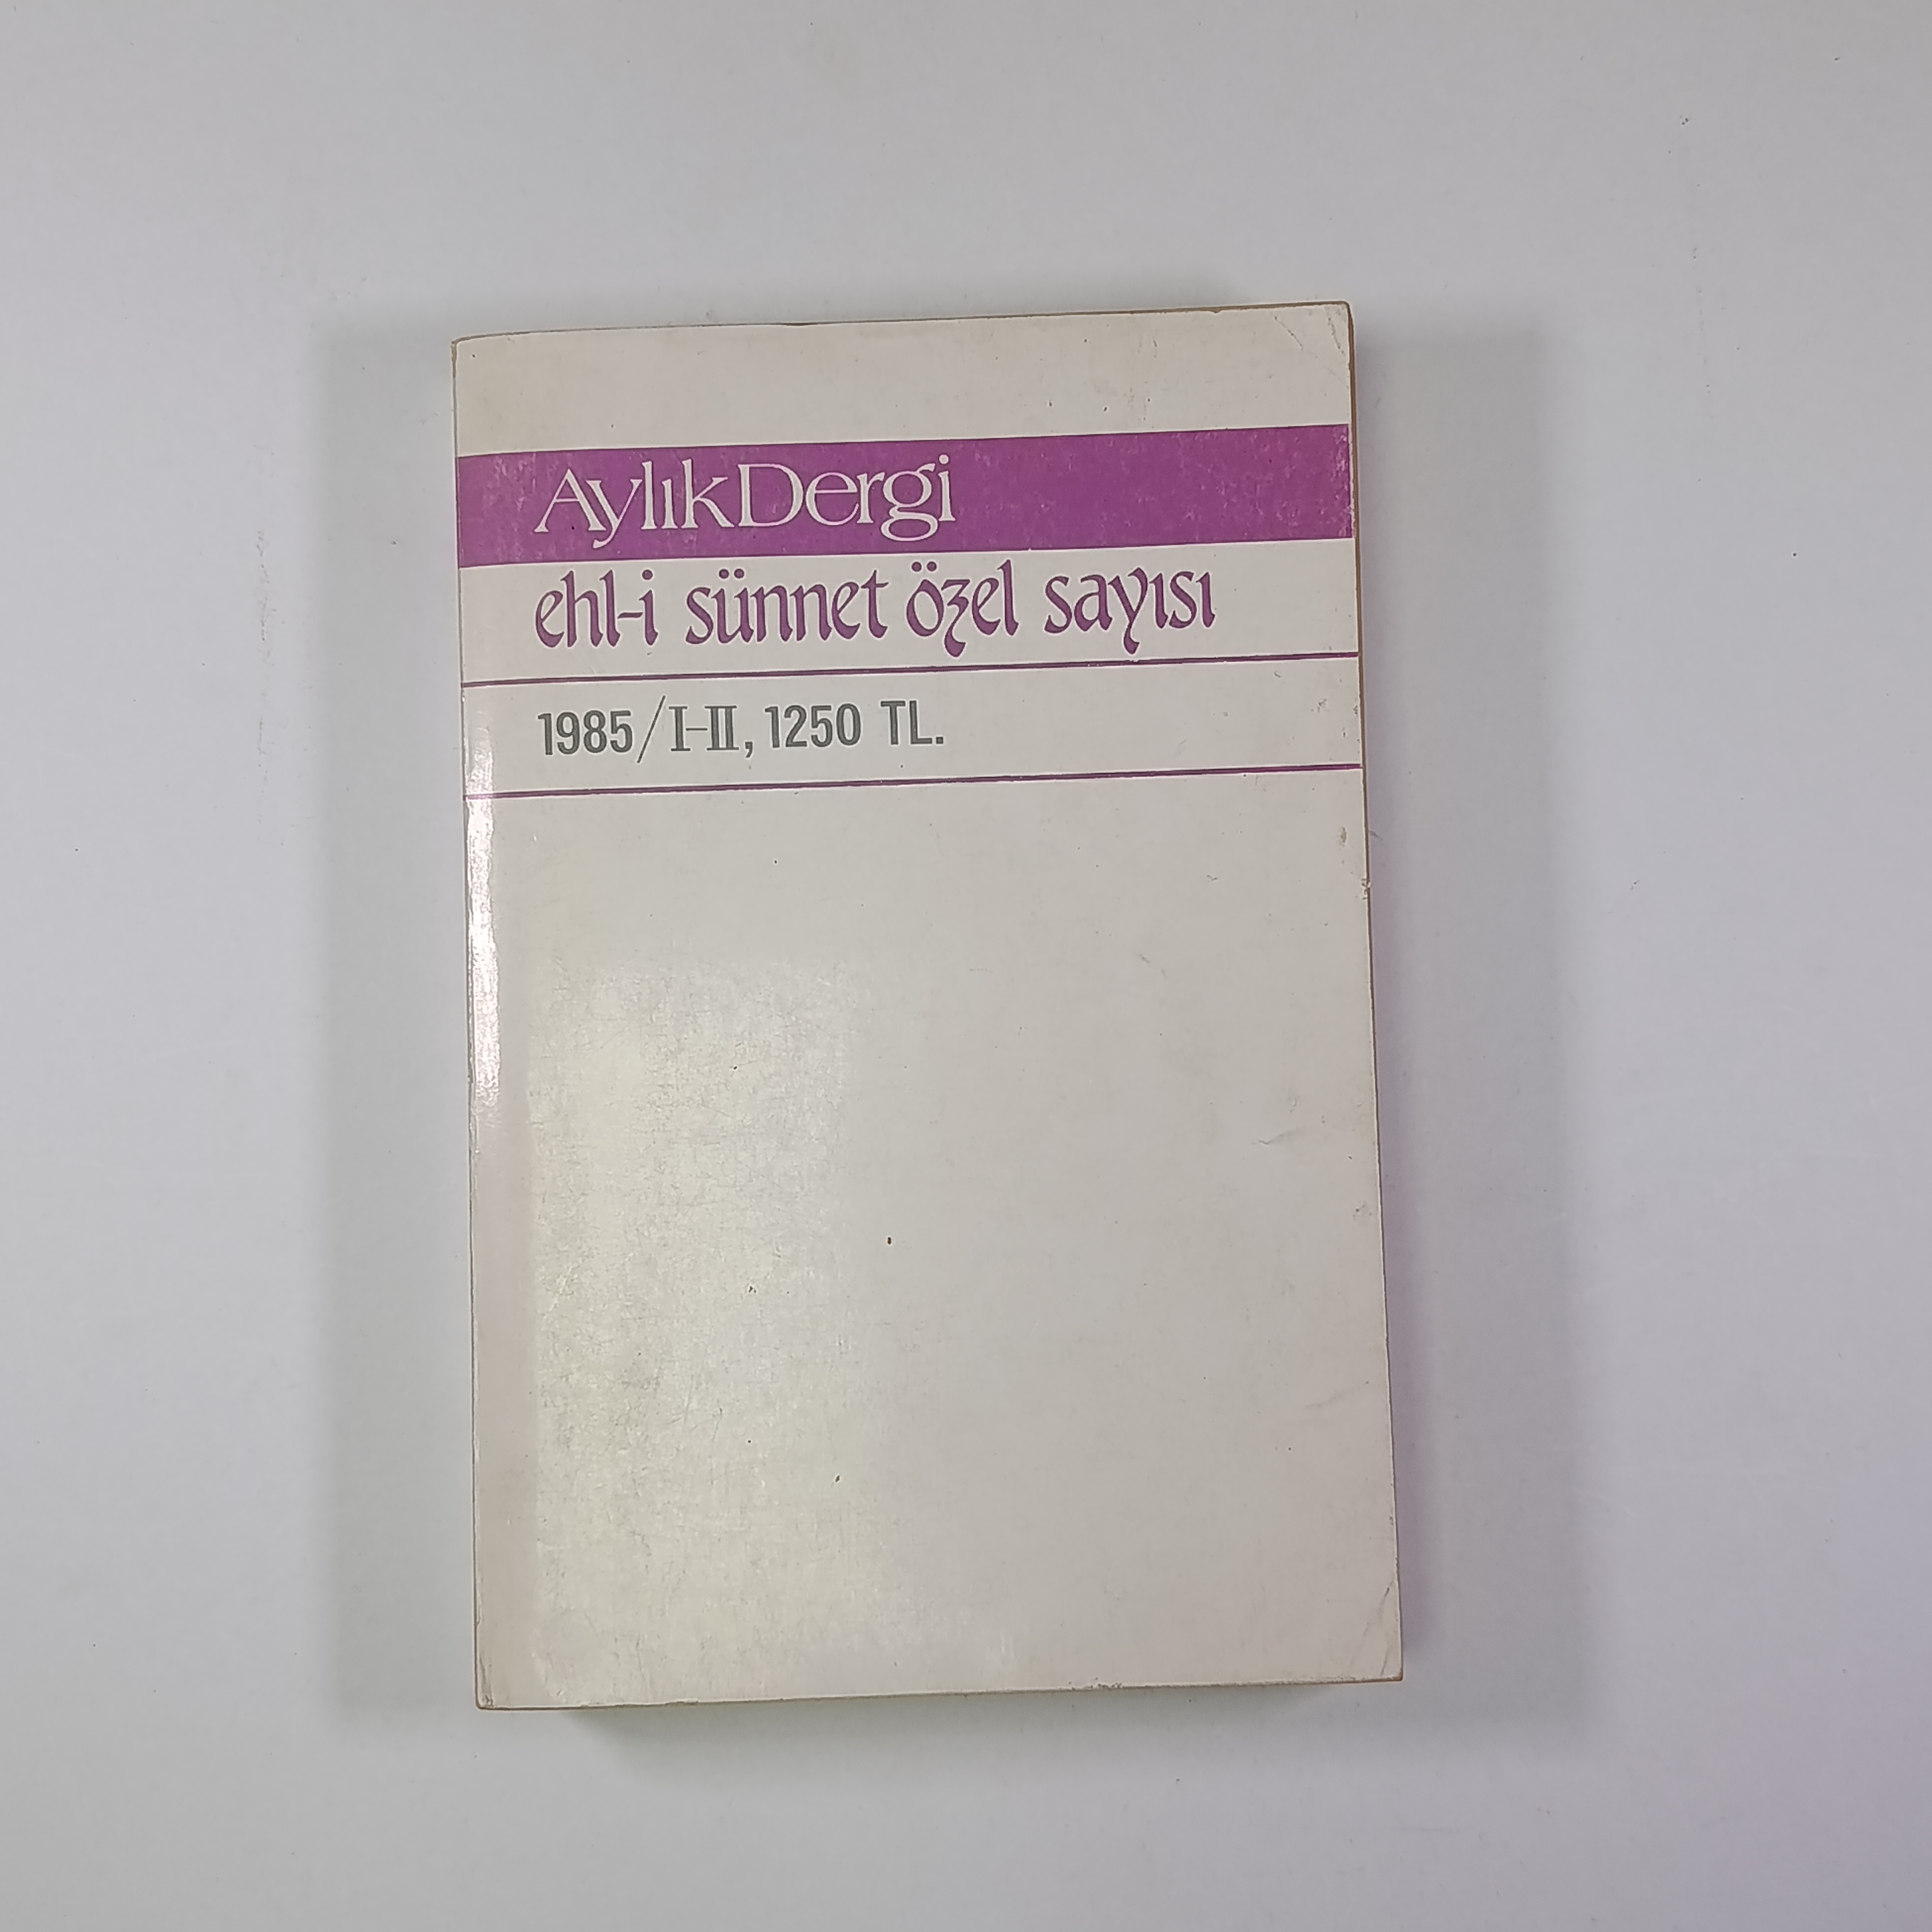 AylıkDergi
ehl-i sünnet özel sayısı
1985/I-II, 1250 TL.